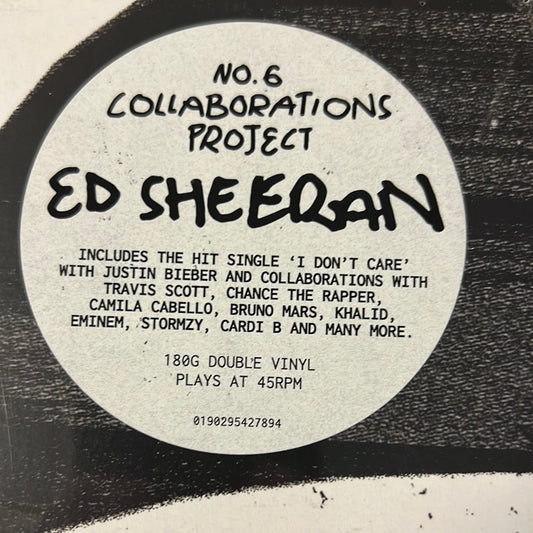 NO.6
COLLABORATIONS
PROJECT
ED SHEERAN
INCLUDES THE HIT SINGLE ‘I DON’T CARE’
WITH JUSTIN BIEBER AND COLLABORATIONS WITH
TRAVIS SCOTT, CHANCE THE RAPPER,
CAMILA CABELLO, BRUNO MARS, KHALID,
EMINEM, STORMZY, CARDI B AND MANY MORE.
180G DOUBLE VINYL
PLAYS AT 45RPM
0190295427894